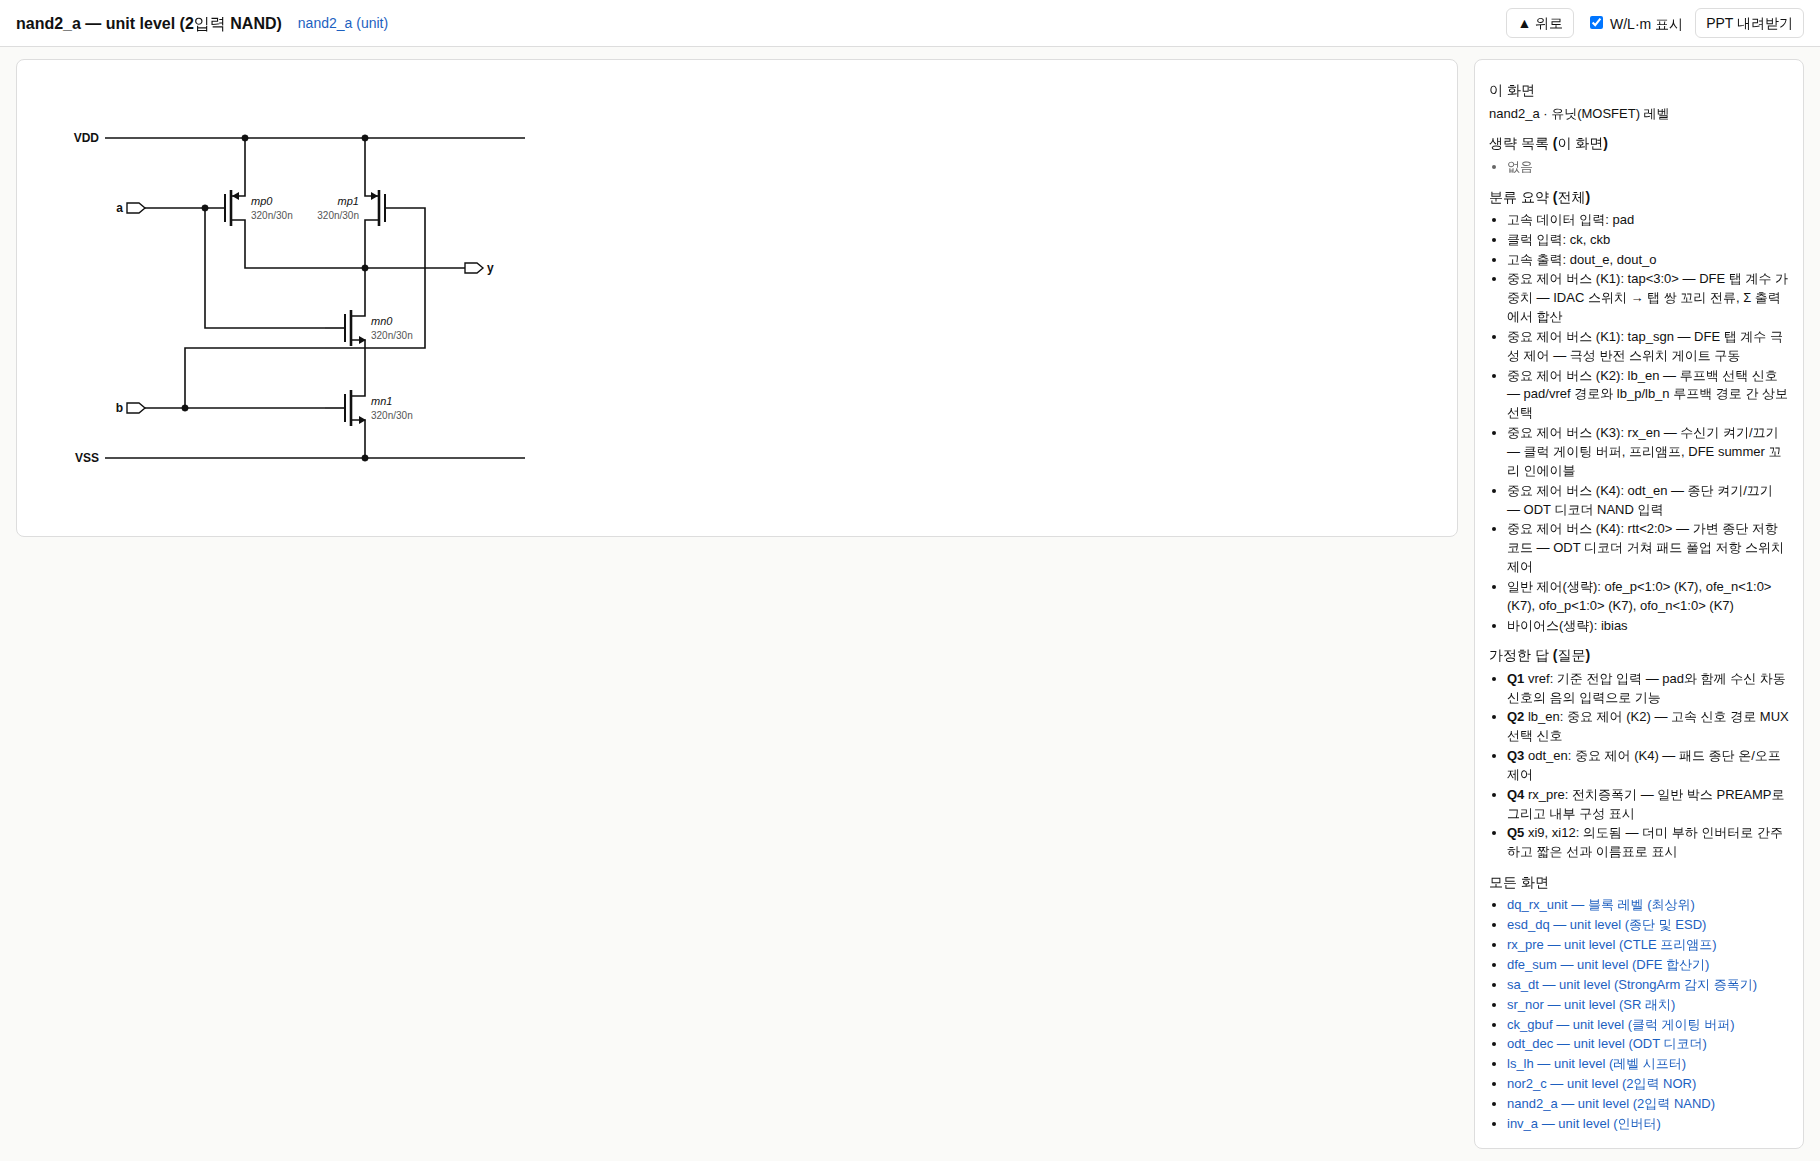 nand2_a — unit level (2입력 NAND) nand2_a (unit) ▲ 위로 W/L·m 표시 PPT 내려받기
VDD
a
mp0
320n/30n
mp1
320n/30n
y
mn0
320n/30n
b
mn1
320n/30n
VSS
이 화면
nand2_a · 유닛(MOSFET) 레벨
생략 목록 (이 화면)
없음
분류 요약 (전체)
고속 데이터 입력: pad
클럭 입력: ck, ckb
고속 출력: dout_e, dout_o
중요 제어 버스 (K1): tap<3:0> — DFE 탭 계수 가
중치 — IDAC 스위치 → 탭 쌍 꼬리 전류, Σ 출력
에서 합산
중요 제어 버스 (K1): tap_sgn — DFE 탭 계수 극
성 제어 — 극성 반전 스위치 게이트 구동
중요 제어 버스 (K2): lb_en — 루프백 선택 신호
— pad/vref 경로와 lb_p/lb_n 루프백 경로 간 상보
선택
중요 제어 버스 (K3): rx_en — 수신기 켜기/끄기
— 클럭 게이팅 버퍼, 프리앰프, DFE summer 꼬
리 인에이블
중요 제어 버스 (K4): odt_en — 종단 켜기/끄기
— ODT 디코더 NAND 입력
중요 제어 버스 (K4): rtt<2:0> — 가변 종단 저항
코드 — ODT 디코더 거쳐 패드 풀업 저항 스위치
제어
일반 제어(생략): ofe_p<1:0> (K7), ofe_n<1:0>
(K7), ofo_p<1:0> (K7), ofo_n<1:0> (K7)
바이어스(생략): ibias
가정한 답 (질문)
Q1 vref: 기준 전압 입력 — pad와 함께 수신 차동
신호의 음의 입력으로 기능
Q2 lb_en: 중요 제어 (K2) — 고속 신호 경로 MUX
선택 신호
Q3 odt_en: 중요 제어 (K4) — 패드 종단 온/오프
제어
Q4 rx_pre: 전치증폭기 — 일반 박스 PREAMP로
그리고 내부 구성 표시
Q5 xi9, xi12: 의도됨 — 더미 부하 인버터로 간주
하고 짧은 선과 이름표로 표시
모든 화면
dq_rx_unit — 블록 레벨 (최상위)
esd_dq — unit level (종단 및 ESD)
rx_pre — unit level (CTLE 프리앰프)
dfe_sum — unit level (DFE 합산기)
sa_dt — unit level (StrongArm 감지 증폭기)
sr_nor — unit level (SR 래치)
ck_gbuf — unit level (클럭 게이팅 버퍼)
odt_dec — unit level (ODT 디코더)
ls_lh — unit level (레벨 시프터)
nor2_c — unit level (2입력 NOR)
nand2_a — unit level (2입력 NAND)
inv_a — unit level (인버터)